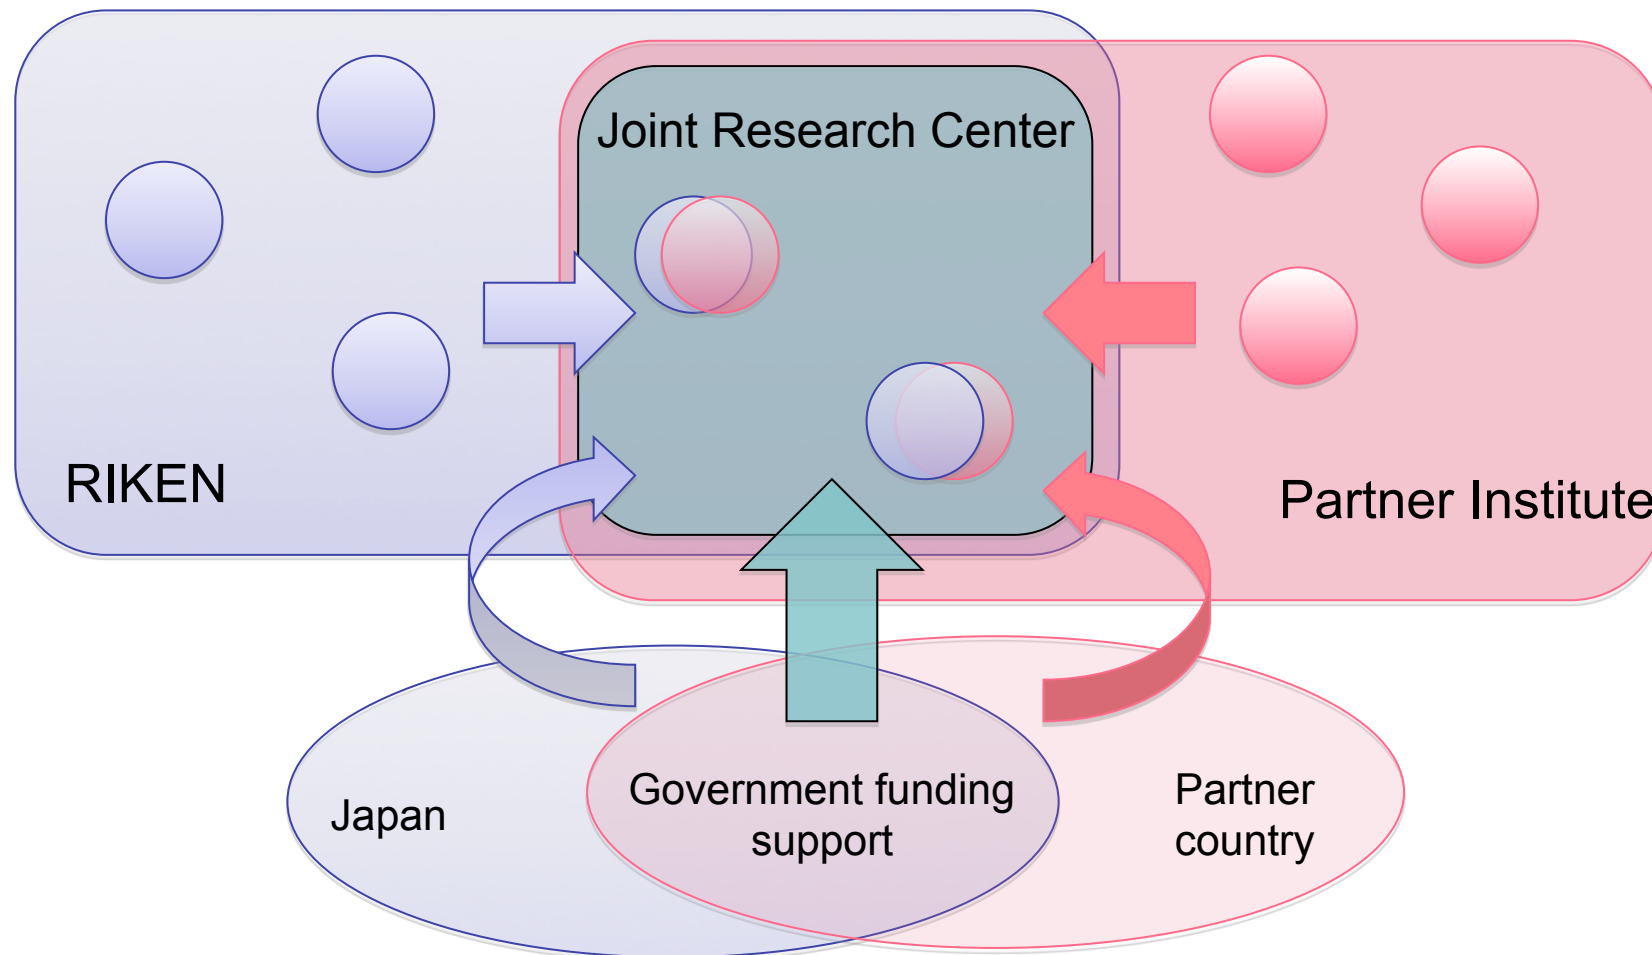 Joint Research Center
RIKEN
Partner Institute
Japan
Government funding
support
Partner
country